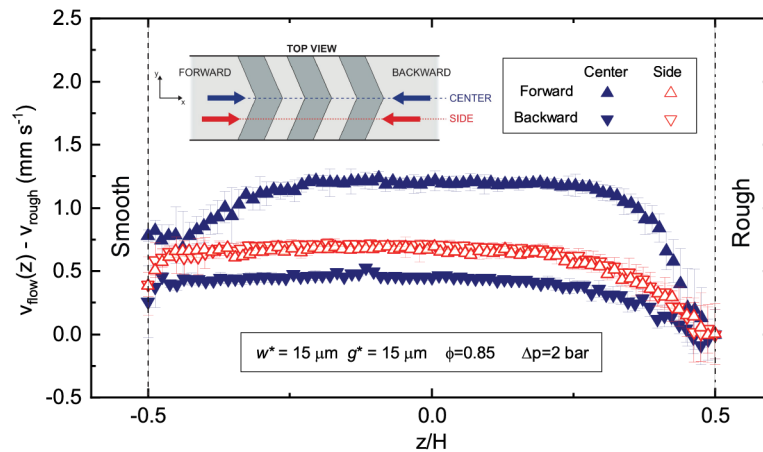 2.5
2.0
1.5
1.0
0.5
0.0
-0.5
v_flow(z) - v_rough (mm s⁻¹)
TOP VIEW
FORWARD
BACKWARD
y
x
CENTER
SIDE
Center Side
Forward
Backward
Smooth
Rough
w* = 15 μm g* = 15 μm ϕ=0.85 Δp=2 bar
-0.5 0.0 0.5
z/H